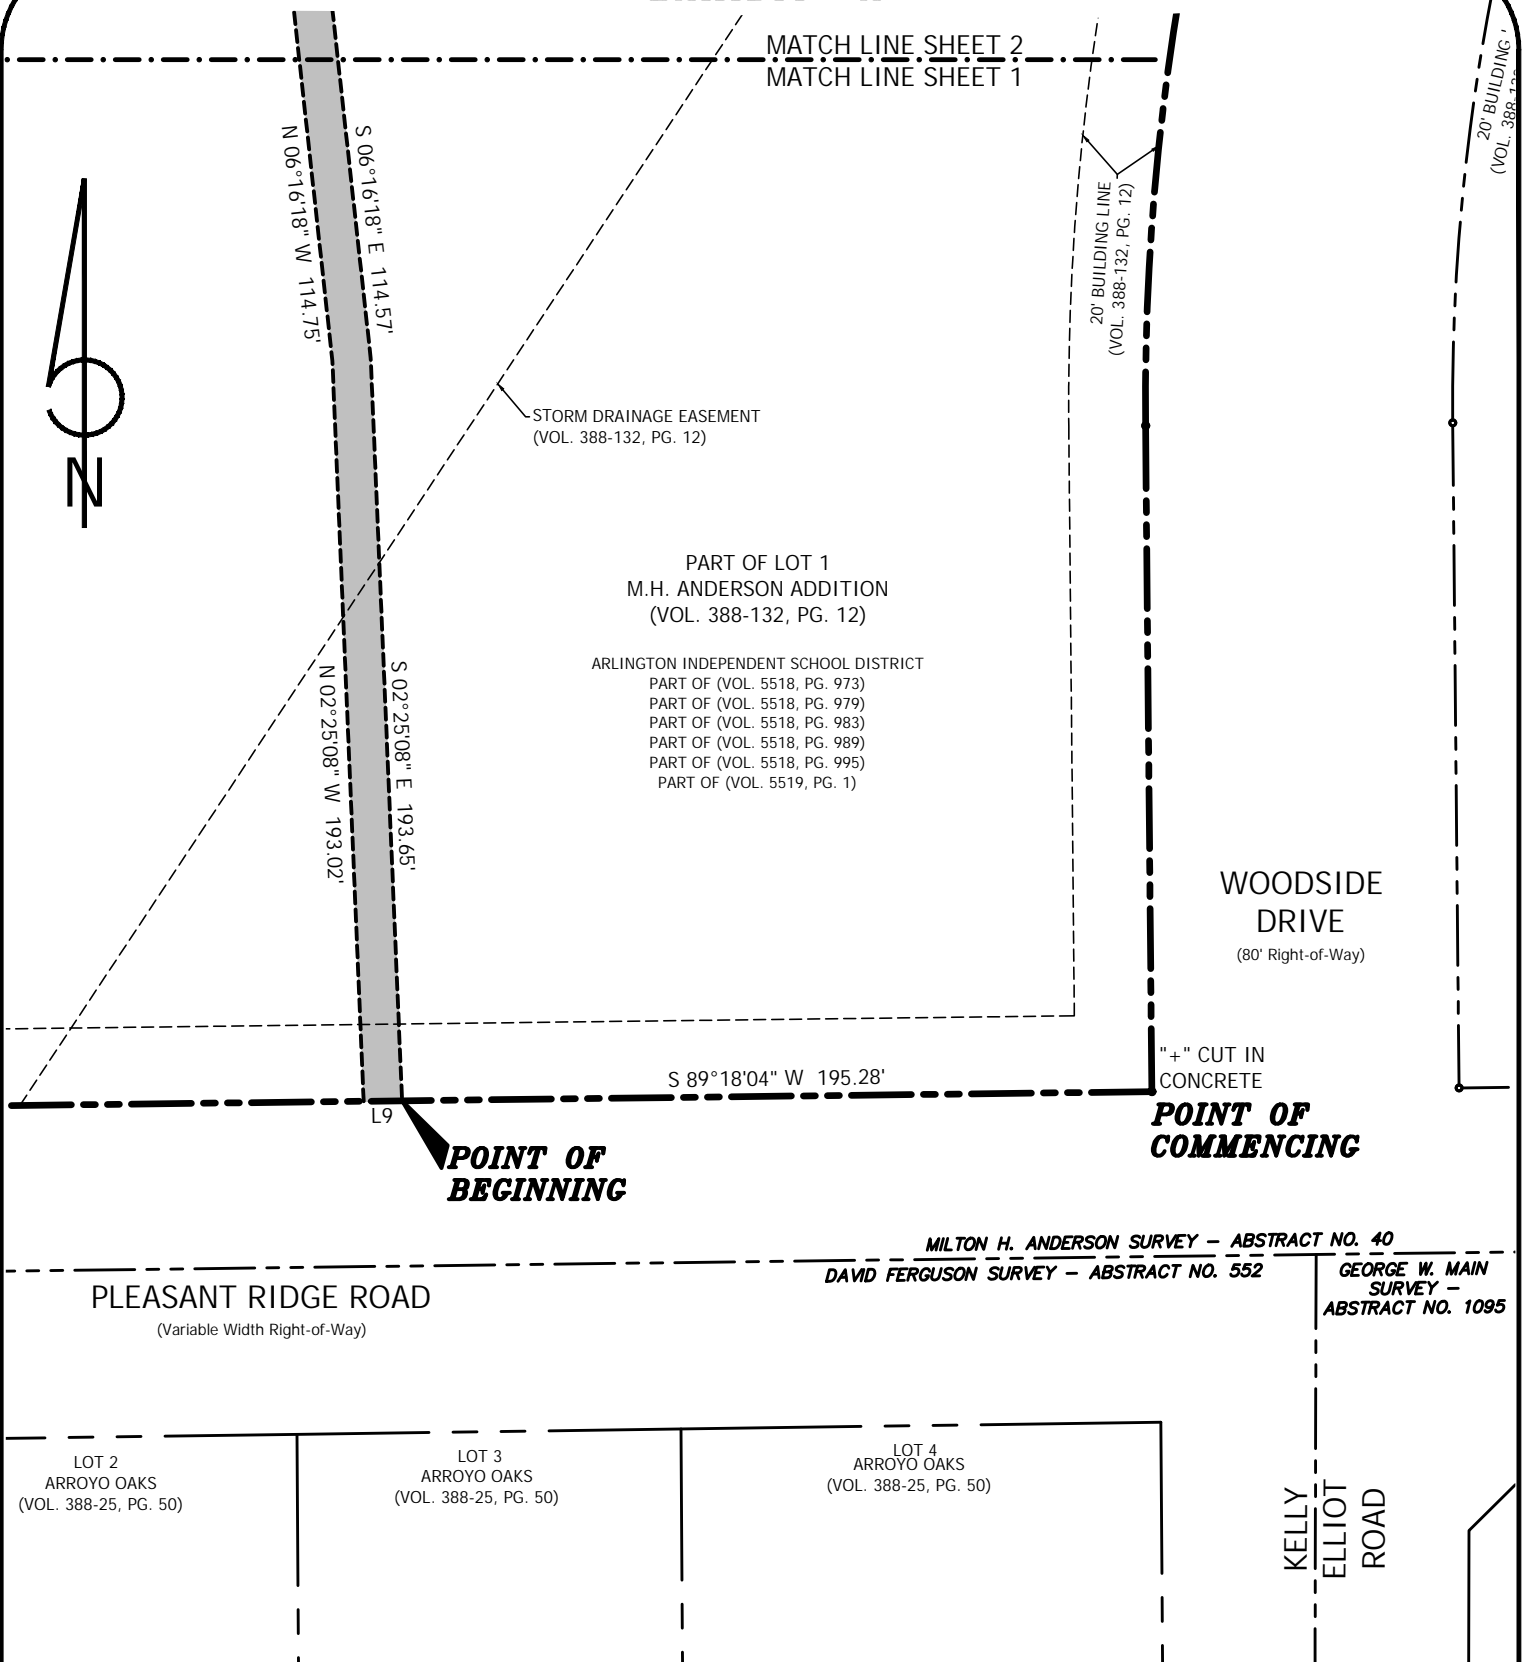 MATCH LINE SHEET 2
MATCH LINE SHEET 1
20' BUILDING
(VOL. 388-132
N 06°16'18" W 114.75'
S 06°16'18" E 114.57'
20' BUILDING LINE
(VOL. 388-132, PG. 12)
N
STORM DRAINAGE EASEMENT
(VOL. 388-132, PG. 12)
PART OF LOT 1
M.H. ANDERSON ADDITION
(VOL. 388-132, PG. 12)
ARLINGTON INDEPENDENT SCHOOL DISTRICT
PART OF (VOL. 5518, PG. 973)
PART OF (VOL. 5518, PG. 979)
PART OF (VOL. 5518, PG. 983)
PART OF (VOL. 5518, PG. 989)
PART OF (VOL. 5518, PG. 995)
PART OF (VOL. 5519, PG. 1)
N 02°25'08" W 193.02'
S 02°25'08" E 193.65'
WOODSIDE
DRIVE
(80' Right-of-Way)
"+" CUT IN
CONCRETE
S 89°18'04" W 195.28'
L9
POINT OF
COMMENCING
POINT OF
BEGINNING
MILTON H. ANDERSON SURVEY - ABSTRACT NO. 40
DAVID FERGUSON SURVEY - ABSTRACT NO. 552
GEORGE W. MAIN
SURVEY -
ABSTRACT NO. 1095
PLEASANT RIDGE ROAD
(Variable Width Right-of-Way)
LOT 2
ARROYO OAKS
(VOL. 388-25, PG. 50)
LOT 3
ARROYO OAKS
(VOL. 388-25, PG. 50)
LOT 4
ARROYO OAKS
(VOL. 388-25, PG. 50)
KELLY
ELLIOT
ROAD